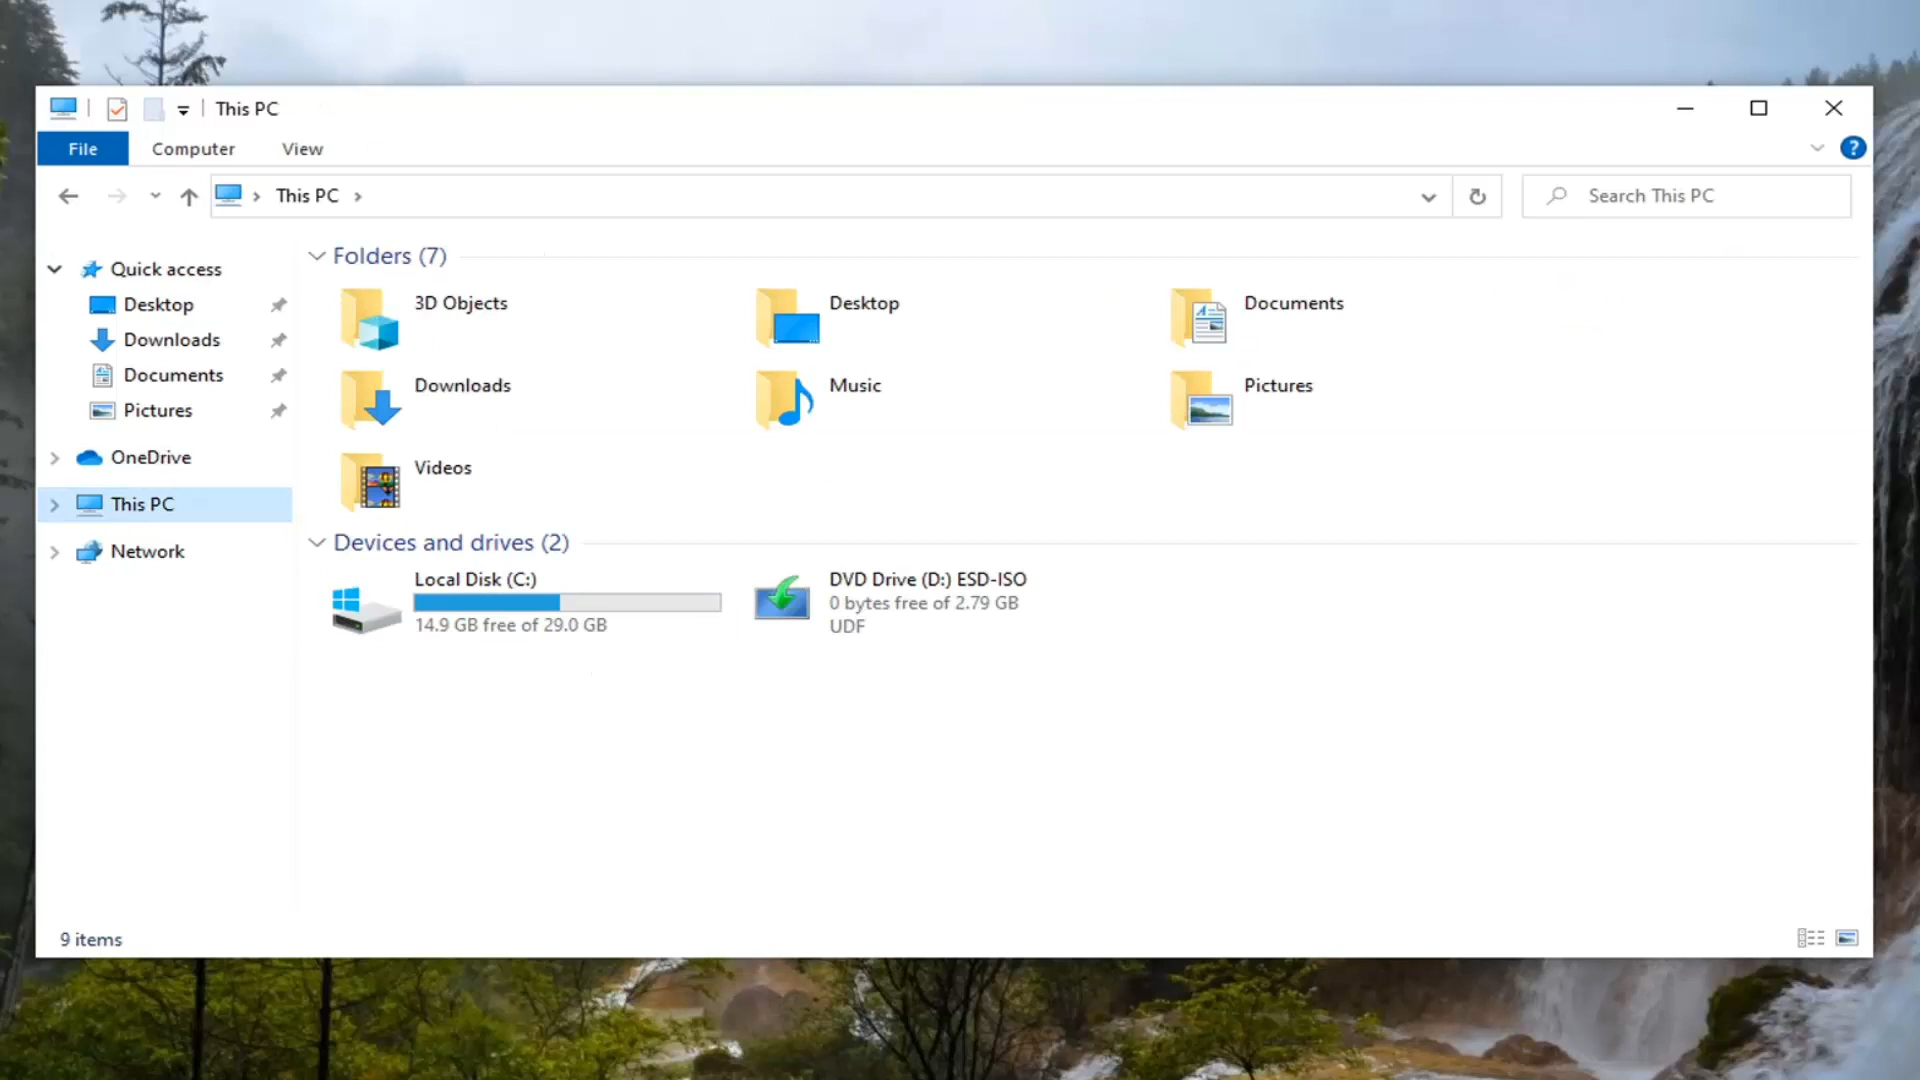 This PC
File Computer View ?
This PC
Search This PC
Quick access
Desktop
Downloads
Documents
Pictures
OneDrive
This PC
Network
Folders (7)
3D Objects
Desktop
Documents
Downloads
Music
Pictures
Videos
Devices and drives (2)
Local Disk (C:)
14.9 GB free of 29.0 GB
DVD Drive (D:) ESD-ISO
0 bytes free of 2.79 GB
UDF
9 items